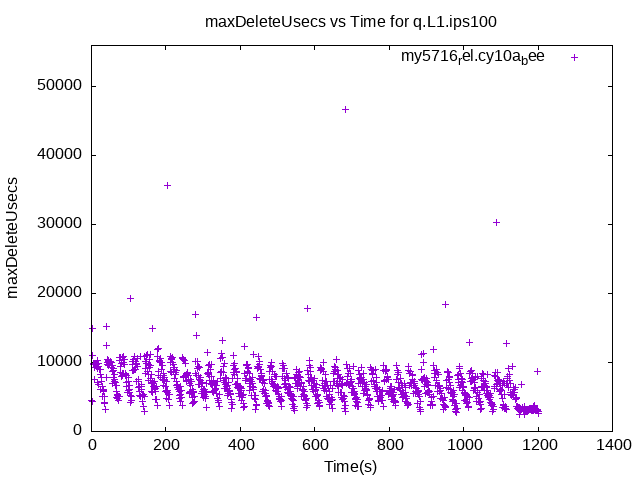 maxDeleteUsecs vs Time for q.L1.ips100
my5716rel.cy10abee
50000
40000
30000
20000
10000
0
maxDeleteUsecs
0 200 400 600 800 1000 1200 1400
Time(s)